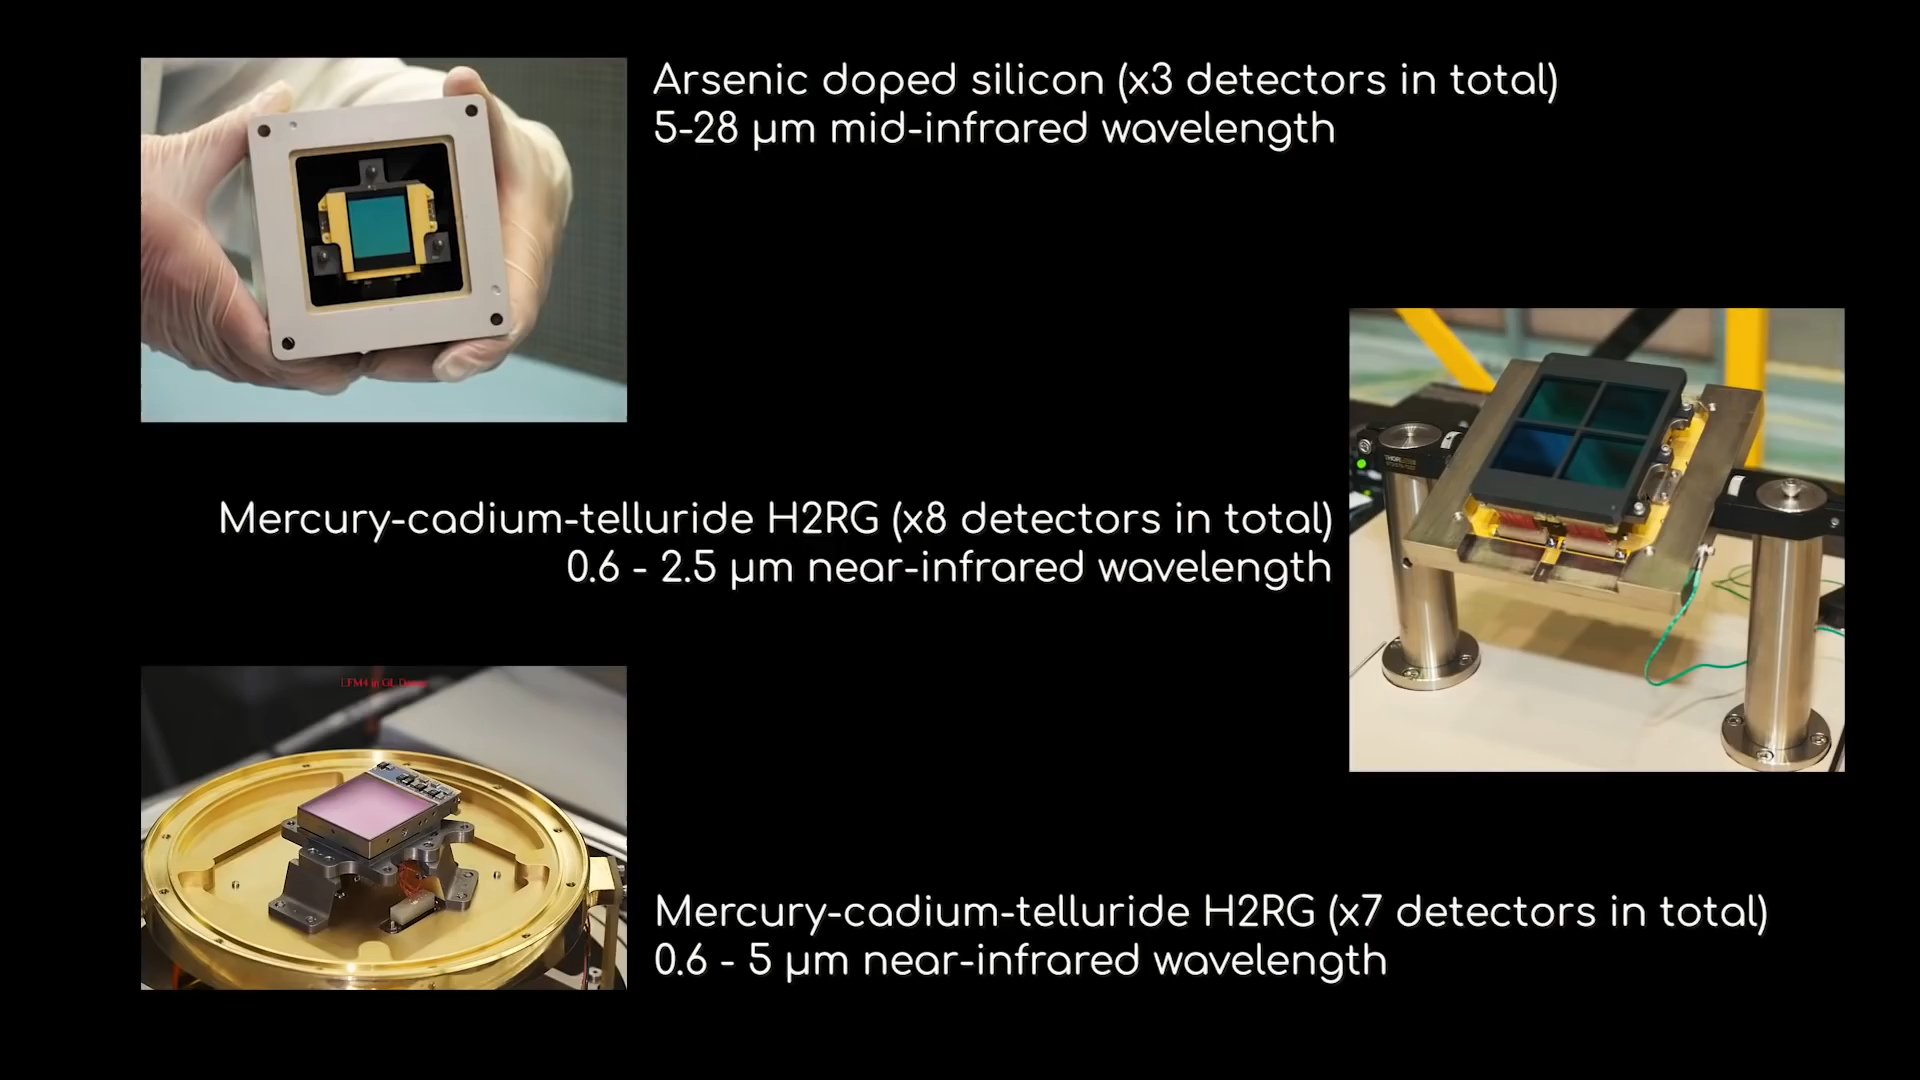 Arsenic doped silicon (x3 detectors in total)
5-28 µm mid-infrared wavelength
Mercury-cadium-telluride H2RG (x8 detectors in total)
0.6 - 2.5 µm near-infrared wavelength
Mercury-cadium-telluride H2RG (x7 detectors in total)
0.6 - 5 µm near-infrared wavelength